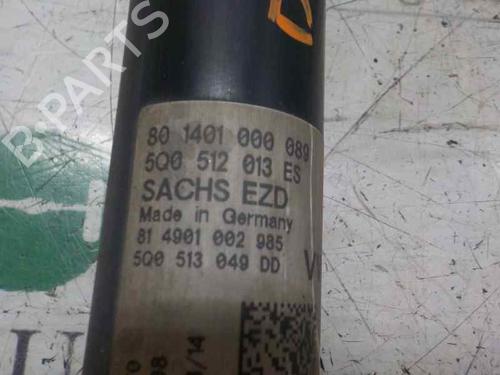 80 1401 000 089
5Q0 512 013 ES
SACHS EZD
Made in Germany
81 4901 002 985
5Q0 513 049 DD
/14